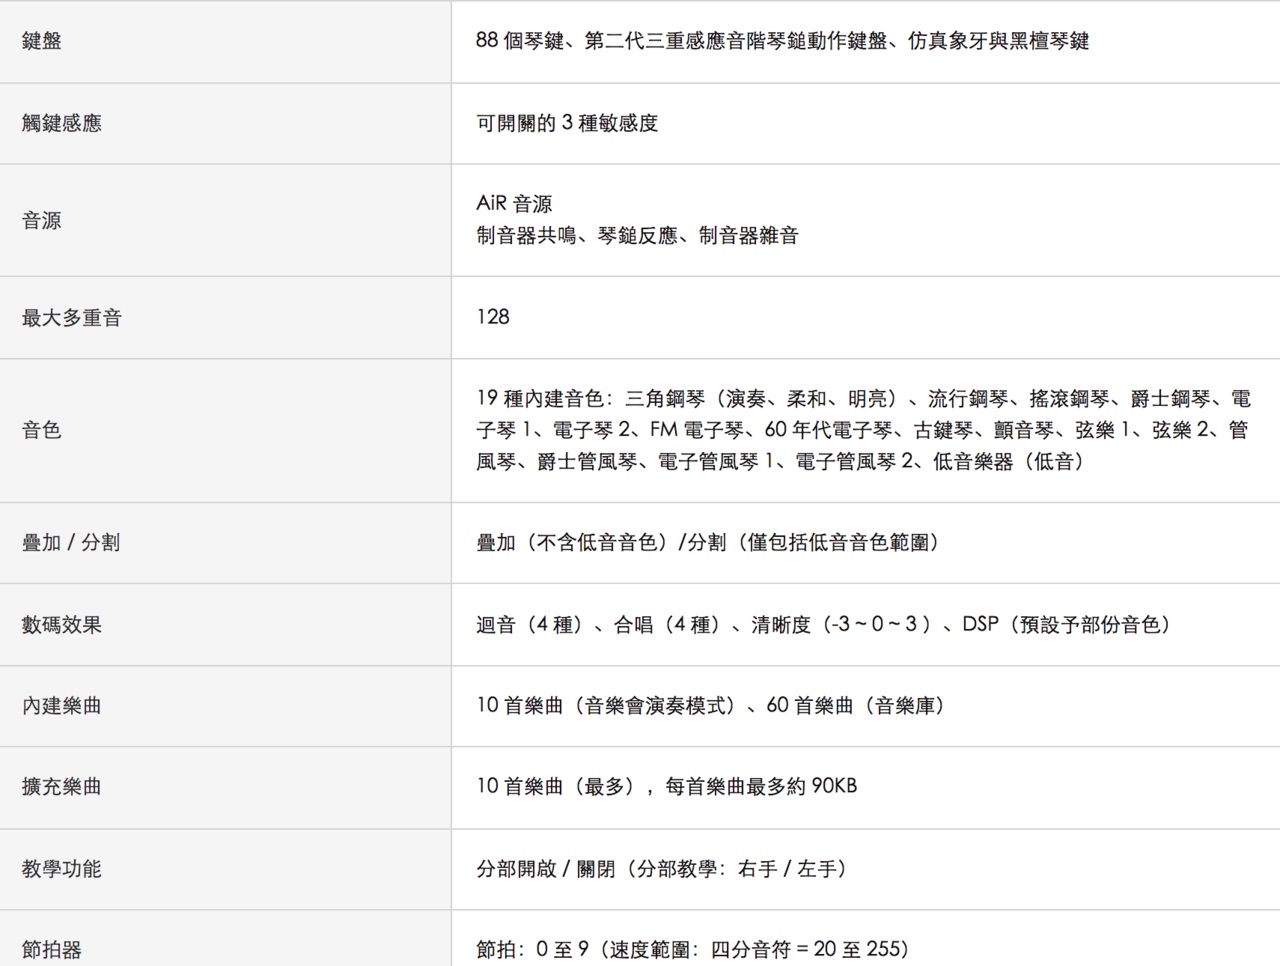 鍵盤
88 個琴鍵、第二代三重感應音階琴鎚動作鍵盤、仿真象牙與黑檀琴鍵
觸鍵感應
可開關的 3 種敏感度
音源
AiR 音源
制音器共鳴、琴鎚反應、制音器雜音
最大多重音
128
音色
19 種內建音色：三角鋼琴（演奏、柔和、明亮）、流行鋼琴、搖滾鋼琴、爵士鋼琴、電
子琴 1、電子琴 2、FM 電子琴、60 年代電子琴、古鍵琴、顫音琴、弦樂 1、弦樂 2、管
風琴、爵士管風琴、電子管風琴 1、電子管風琴 2、低音樂器（低音）
疊加 / 分割
疊加（不含低音音色）/分割（僅包括低音音色範圍）
數碼效果
迴音（4 種）、合唱（4 種）、清晰度（-3 ~ 0 ~ 3 ）、DSP（預設予部份音色）
內建樂曲
10 首樂曲（音樂會演奏模式）、60 首樂曲（音樂庫）
擴充樂曲
10 首樂曲（最多），每首樂曲最多約 90KB
教學功能
分部開啟 / 關閉（分部教學：右手 / 左手）
節拍器
節拍：0 至 9（速度範圍：四分音符 = 20 至 255）